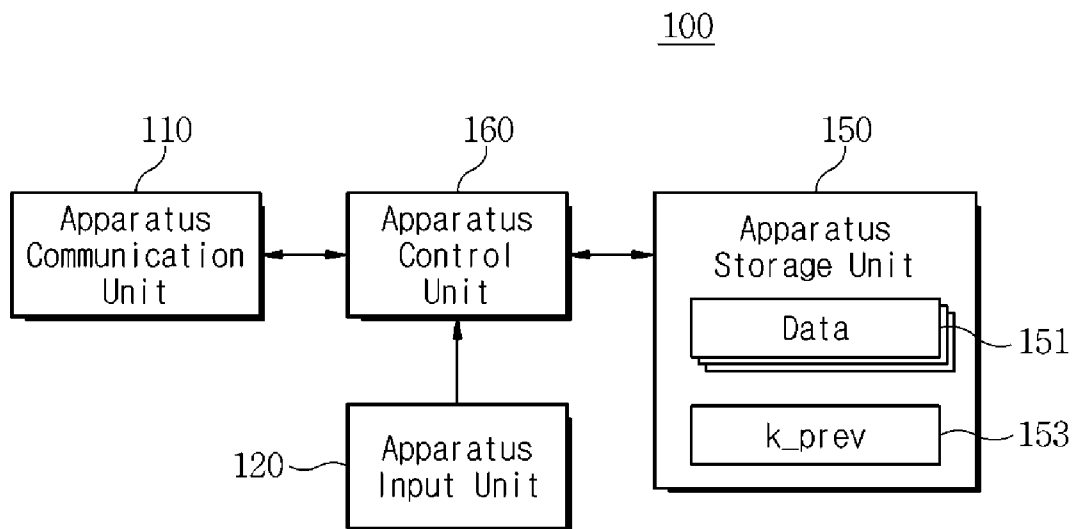 100
110
160
150
Apparatus
Communication
Unit
Apparatus
Control
Unit
Apparatus
Storage Unit
Data
151
k_prev
153
120
Apparatus
Input Unit